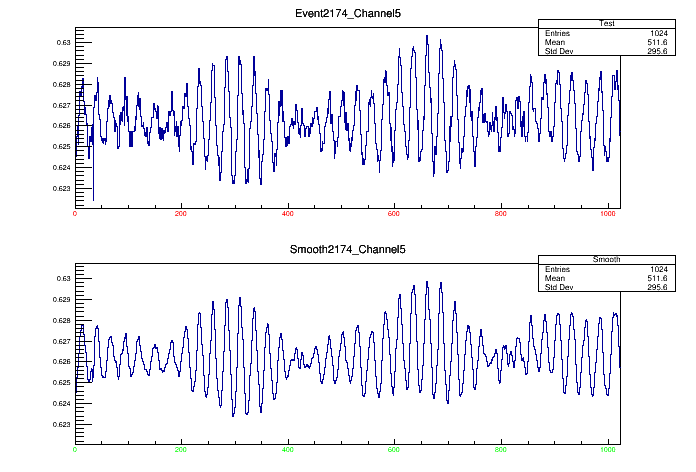 Event2174_Channel5
Test
Entries 1024
Mean 511.6
Std Dev 295.6
0.63
0.629
0.628
0.627
0.626
0.625
0.624
0.623
0 200 400 600 800 1000
Smooth2174_Channel5
Smooth
Entries 1024
Mean 511.6
Std Dev 295.6
0.63
0.629
0.628
0.627
0.626
0.625
0.624
0.623
0 200 400 600 800 1000